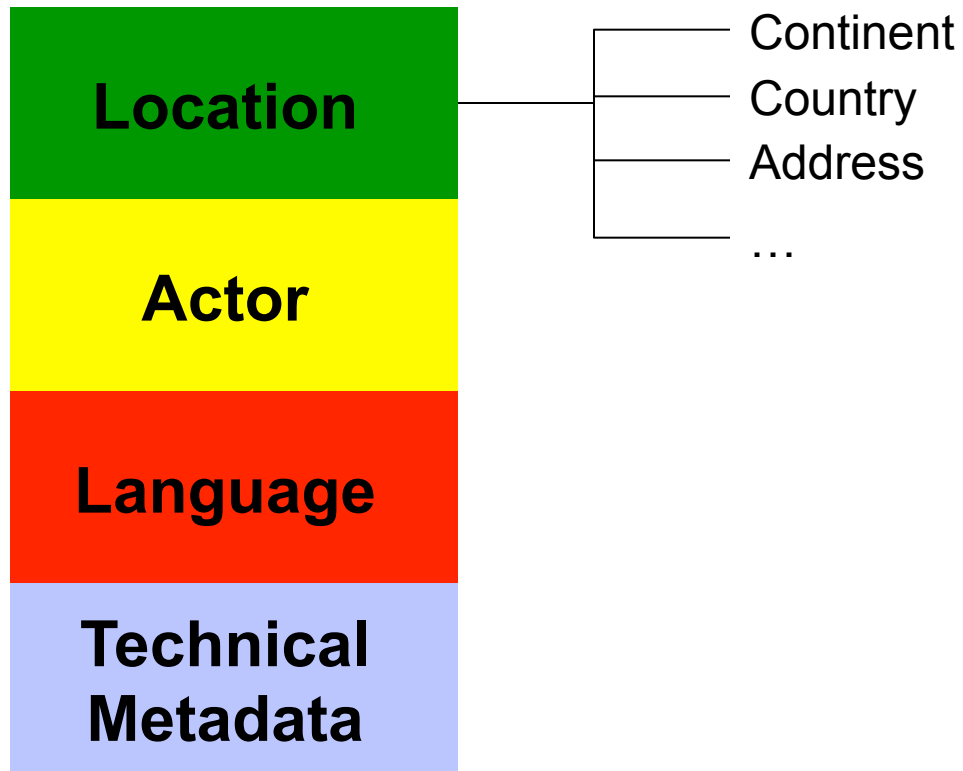 Location
Continent
Country
Address
…
Actor
Language
Technical
Metadata